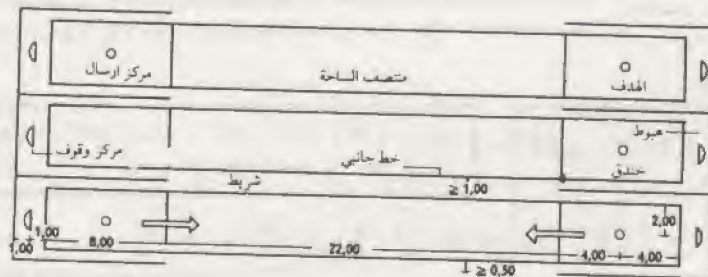 مركز ارسال
منتصف الساحة
الهدف
هبوط
مركز وقوف
خط جانبي
خندق
شريط
≥ 1,00
2,00
1,00
1,00
8,00
22,00
4,00
4,00
≥ 0,50